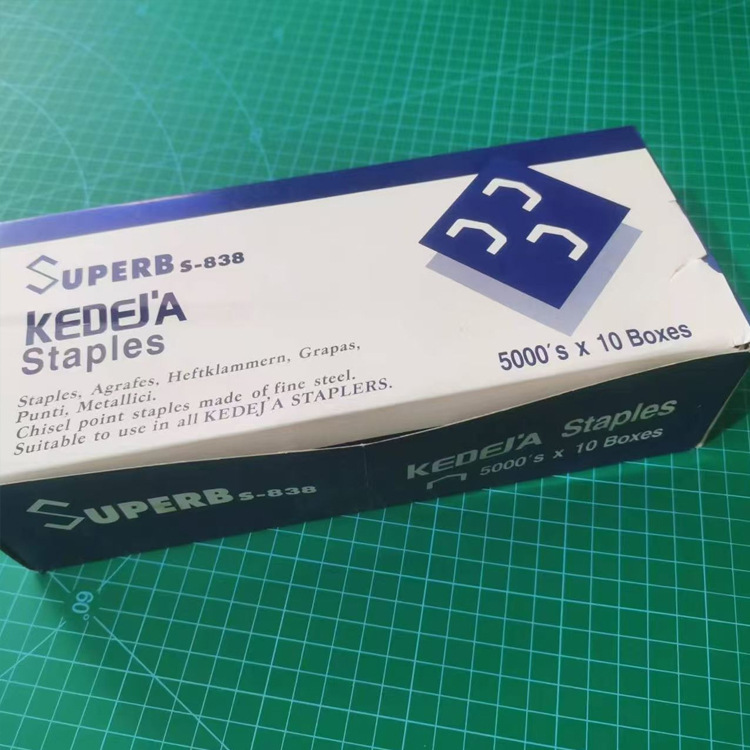 SUPERB S-838
KEDEJ'A
Staples
Staples, Agrafes, Heftklammern, Grapas,
Punti, Metallici.
Chisel point staples made of fine steel.
Suitable to use in all KEDEJ'A STAPLERS.
5000's x 10 Boxes
SUPERB S-838
KEDEJ'A Staples
5000's x 10 Boxes
60°